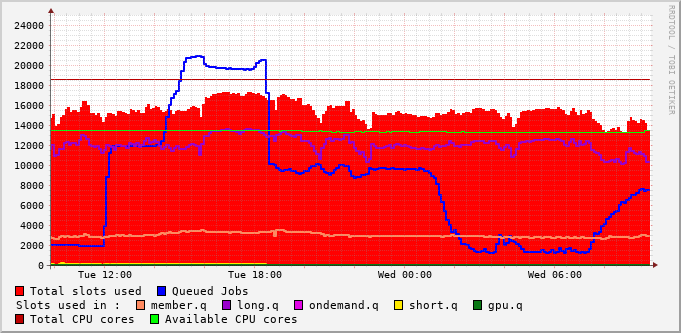 RRDTOOL / TOBI OETIKER
24000
22000
20000
18000
16000
14000
12000
10000
8000
6000
4000
2000
0
Tue 12:00 Tue 18:00 Wed 00:00 Wed 06:00
Total slots used Queued Jobs
Slots used in : member.q long.q ondemand.q short.q gpu.q
Total CPU cores Available CPU cores